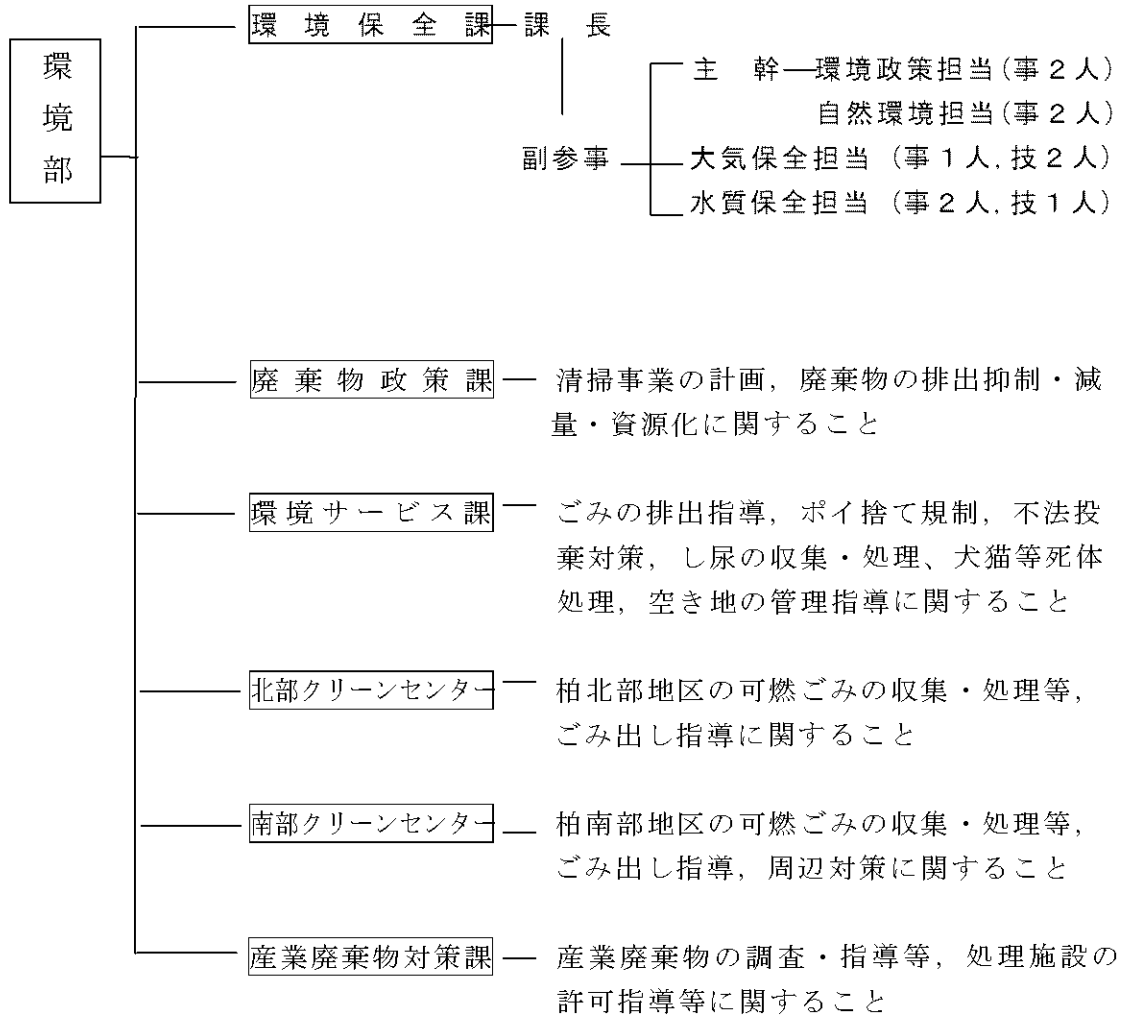 環境部
環境保全課 課長
主幹 環境政策担当(事2人)
自然環境担当(事2人)
副参事 大気保全担当 (事1人,技2人)
水質保全担当 (事2人,技1人)
廃棄物政策課 清掃事業の計画，廃棄物の排出抑制・減
量・資源化に関すること
環境サービス課 ごみの排出指導，ポイ捨て規制，不法投
棄対策，し尿の収集・処理、犬猫等死体
処理，空き地の管理指導に関すること
北部クリーンセンター 柏北部地区の可燃ごみの収集・処理等，
ごみ出し指導に関すること
南部クリーンセンター 柏南部地区の可燃ごみの収集・処理等，
ごみ出し指導，周辺対策に関すること
産業廃棄物対策課 産業廃棄物の調査・指導等，処理施設の
許可指導等に関すること